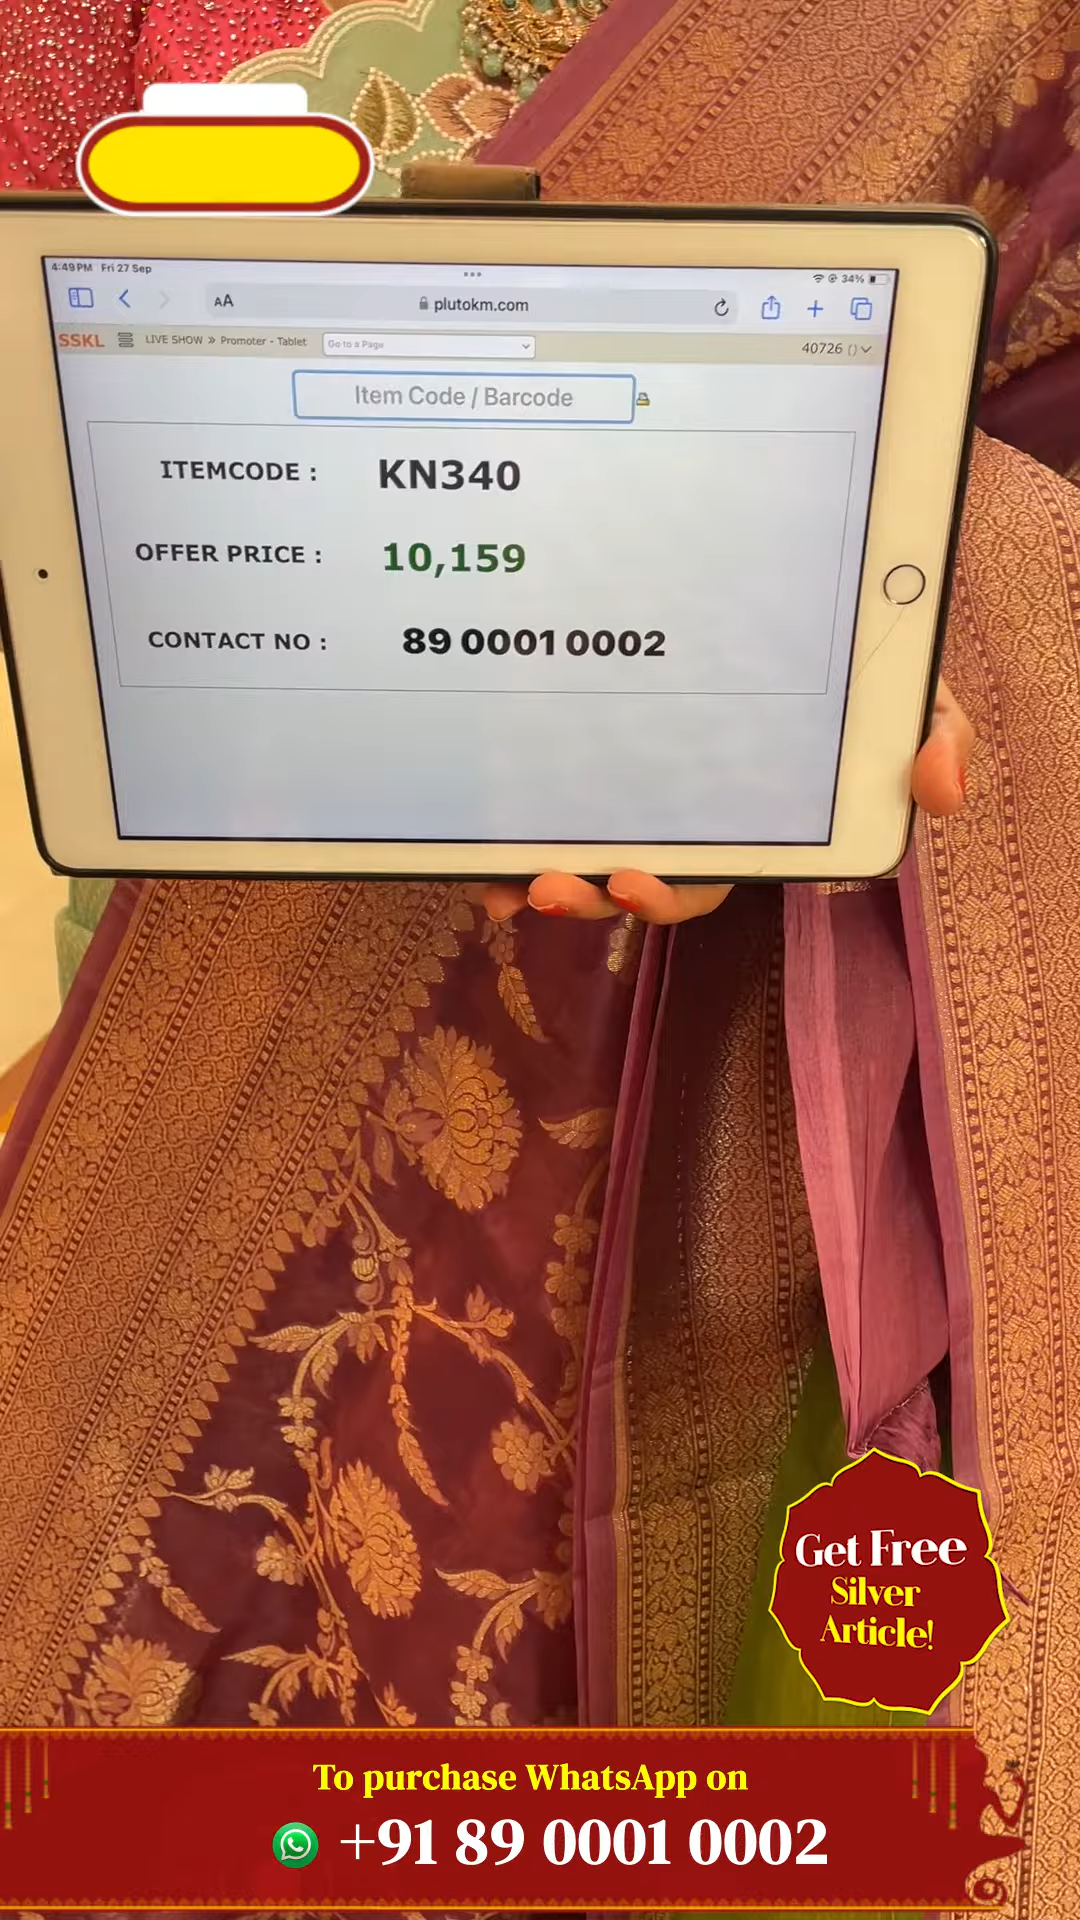 4:49 PM Fri 27 Sep
34%
AA
plutokm.com
SSKL
LIVE SHOW » Promoter - Tablet
Go to a Page
40726 ()
Item Code / Barcode
ITEMCODE : KN340
OFFER PRICE : 10,159
CONTACT NO : 89 0001 0002
Get Free
Silver
Article!
To purchase WhatsApp on
+91 89 0001 0002